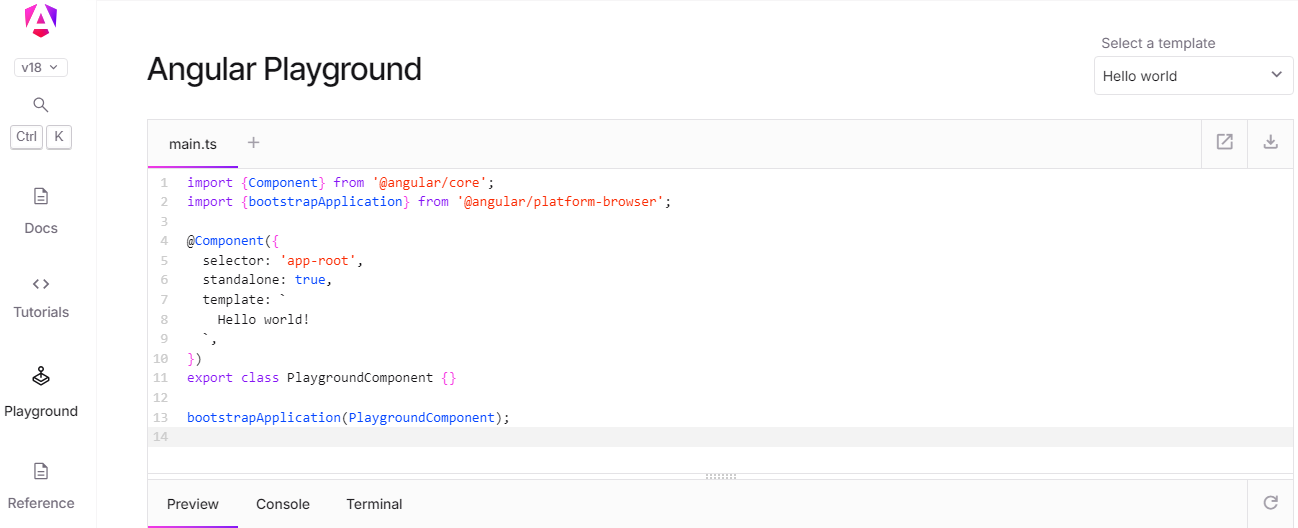 v18
Ctrl K
Docs
Tutorials
Playground
Reference
Angular Playground
Select a template
Hello world
main.ts +
1 import {Component} from '@angular/core';
2 import {bootstrapApplication} from '@angular/platform-browser';
3
4 @Component({
5   selector: 'app-root',
6   standalone: true,
7   template: `
8     Hello world!
9   `,
10 })
11 export class PlaygroundComponent {}
12
13 bootstrapApplication(PlaygroundComponent);
14
Preview Console Terminal